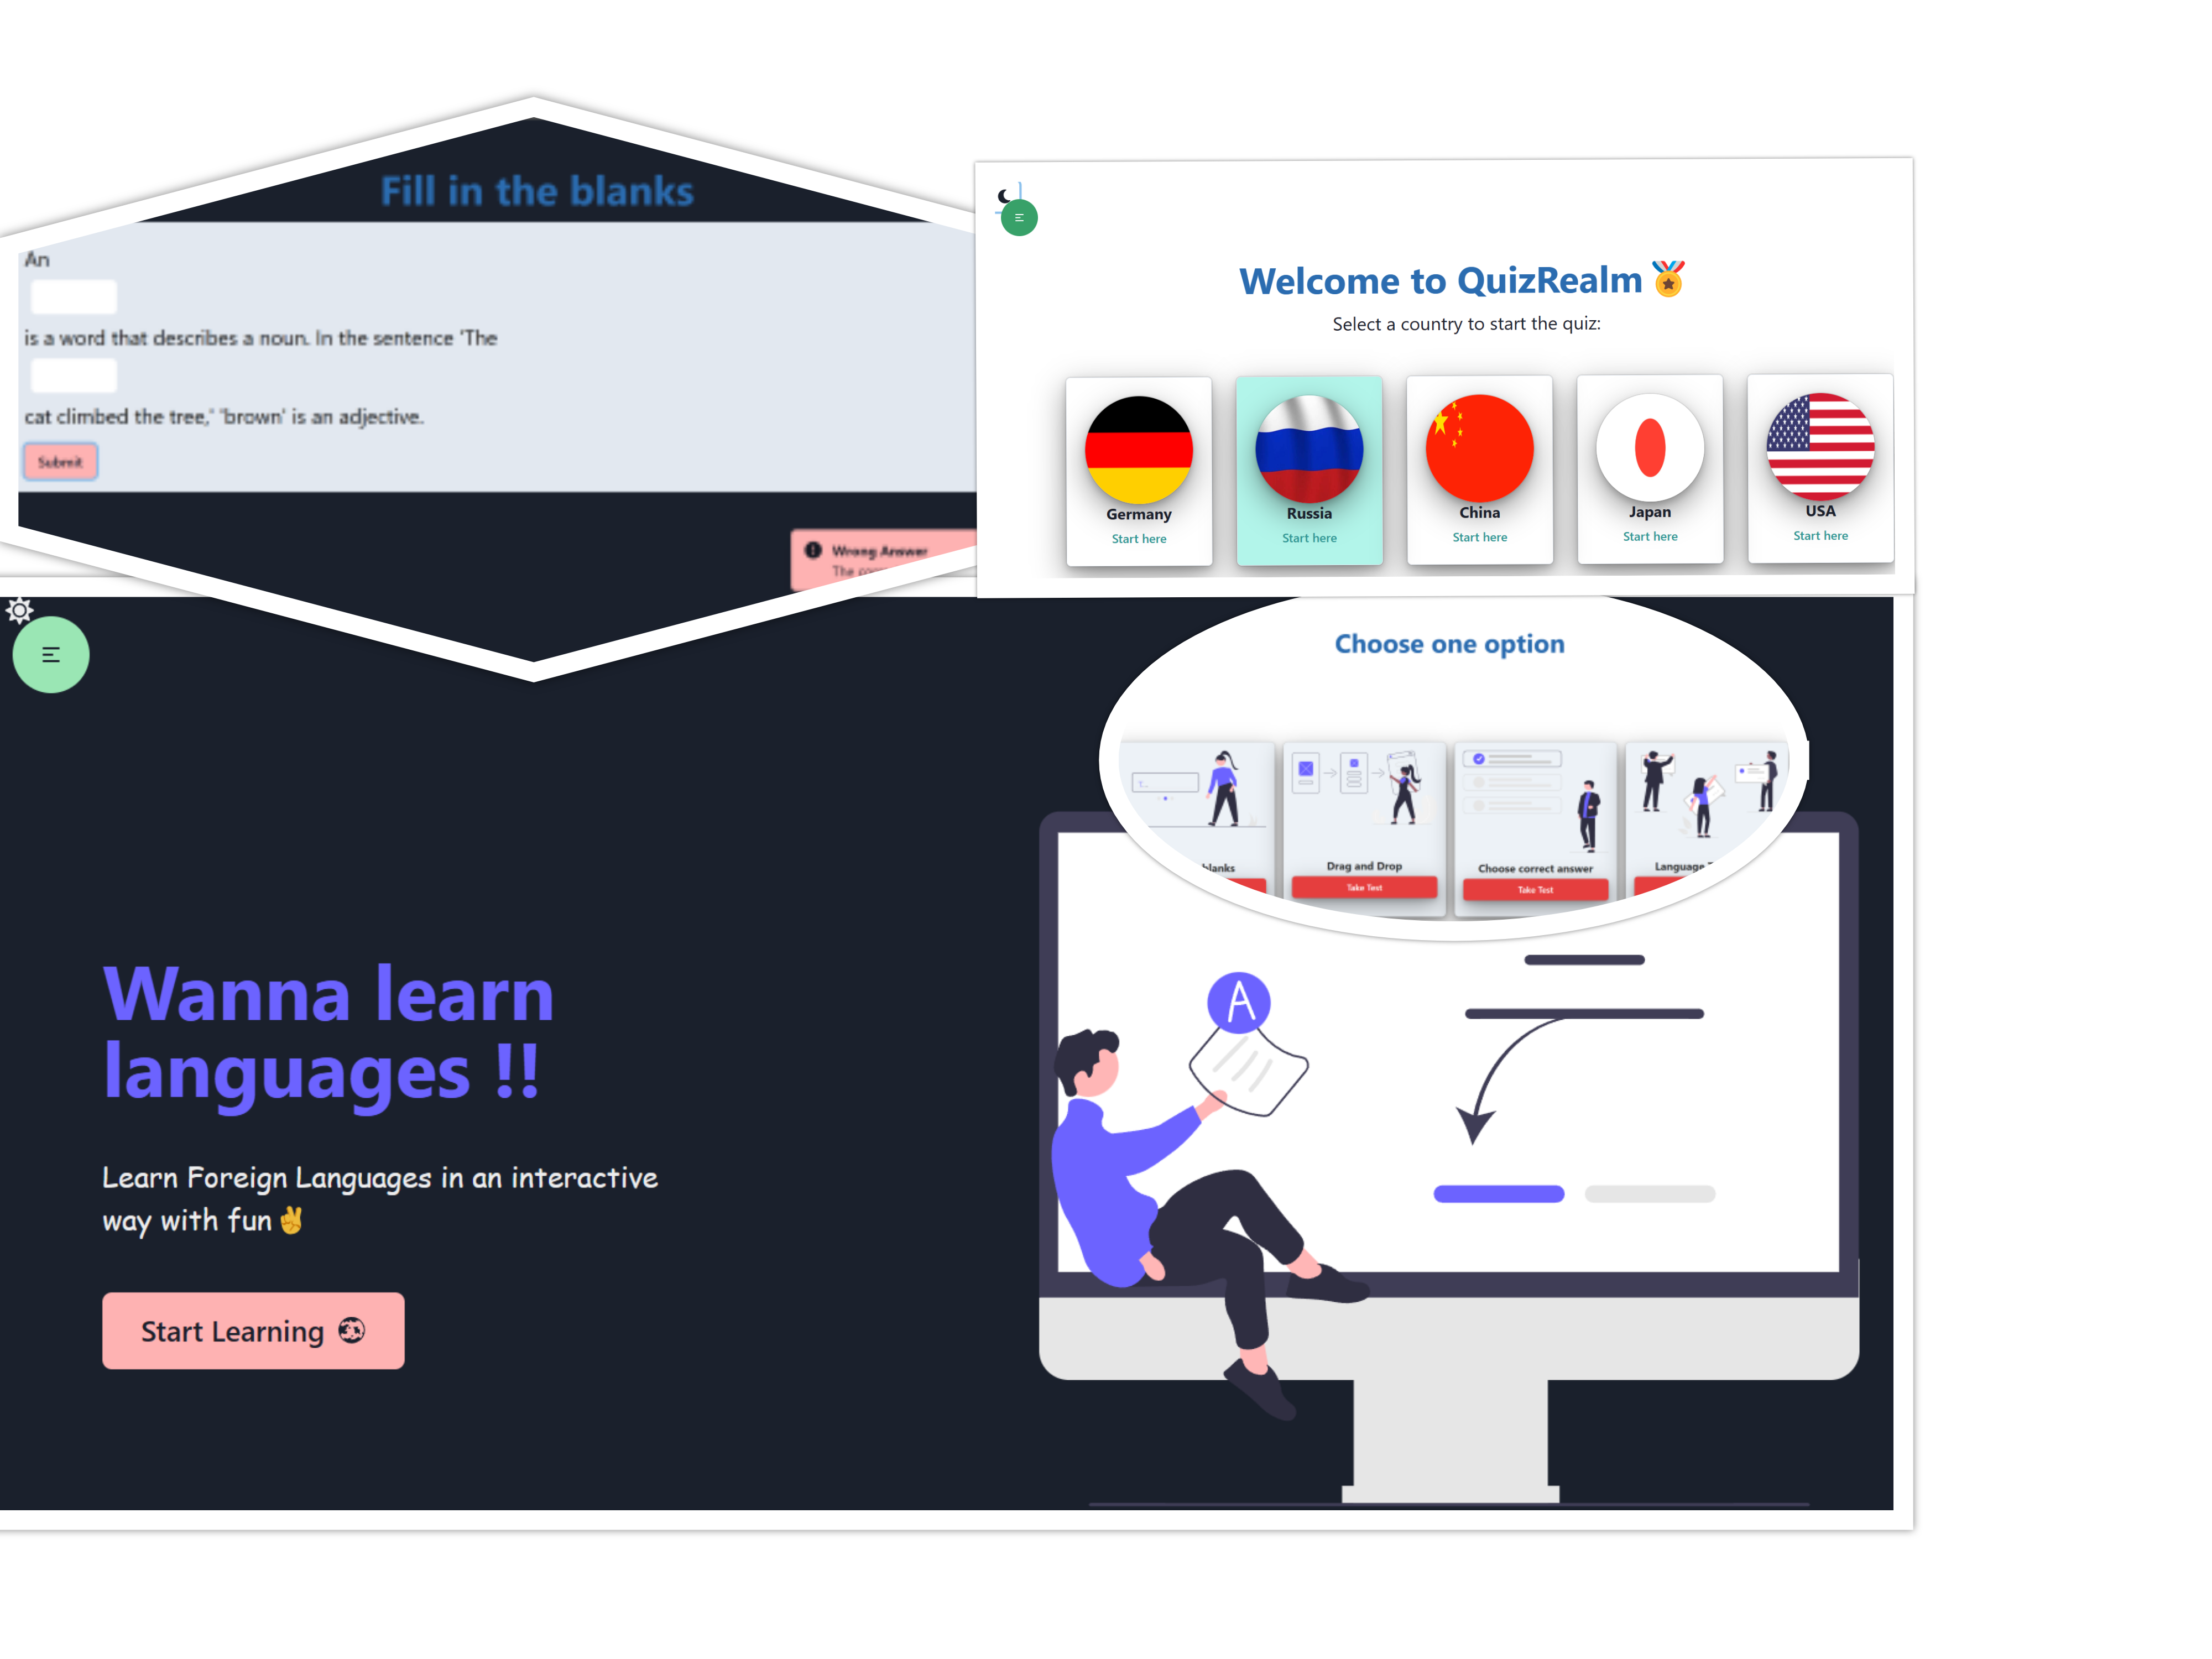 Fill in the blanks
An
is a word that describes a noun. In the sentence 'The
cat climbed the tree,' 'brown' is an adjective.
Submit
Wrong Answer
The
Welcome to QuizRealm
Select a country to start the quiz:
Germany
Start here
Russia
Start here
China
Start here
Japan
Start here
USA
Start here
Choose one option
blanks
Drag and Drop
Take Test
Choose correct answer
Take Test
Language
Wanna learn
languages !!
Learn Foreign Languages in an interactive
way with fun
Start Learning
A